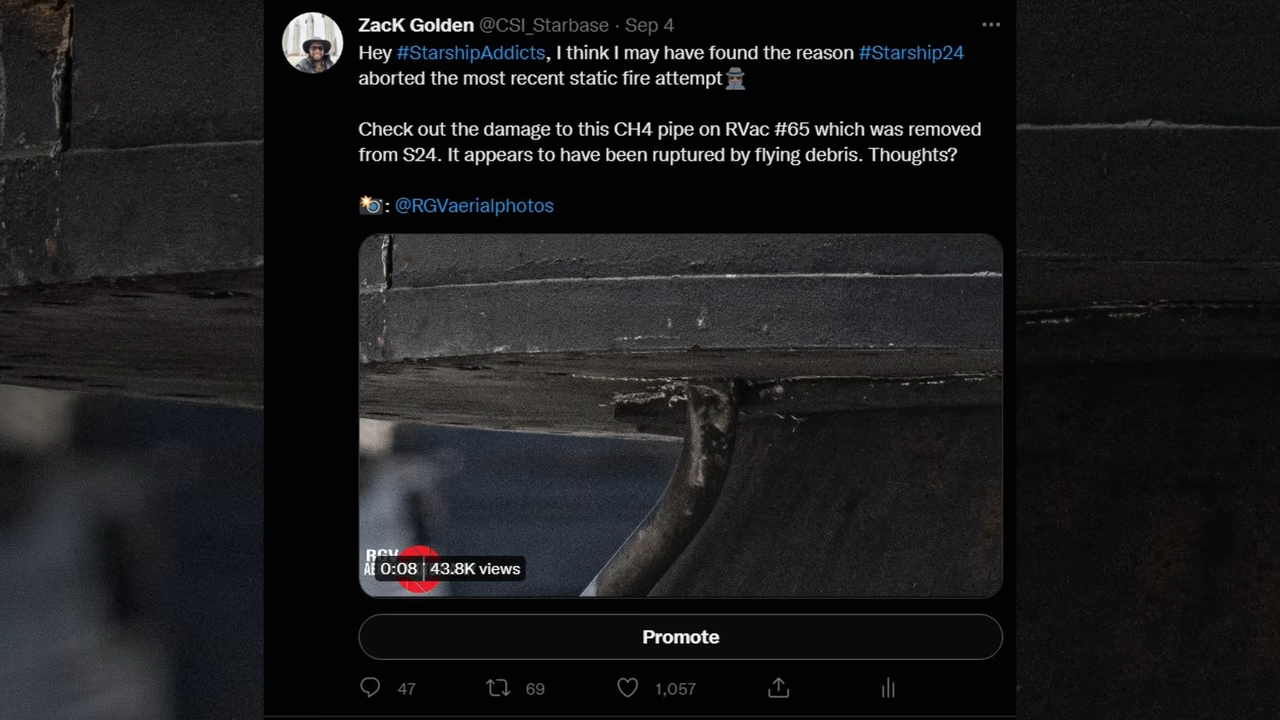 ZacK Golden @CSI_Starbase · Sep 4
Hey #StarshipAddicts, I think I may have found the reason #Starship24
aborted the most recent static fire attempt🕵🏽‍♂️
Check out the damage to this CH4 pipe on RVac #65 which was removed
from S24. It appears to have been ruptured by flying debris. Thoughts?
📸: @RGVaerialphotos
RGV
0:08 43.8K views
Promote
47 69 1,057